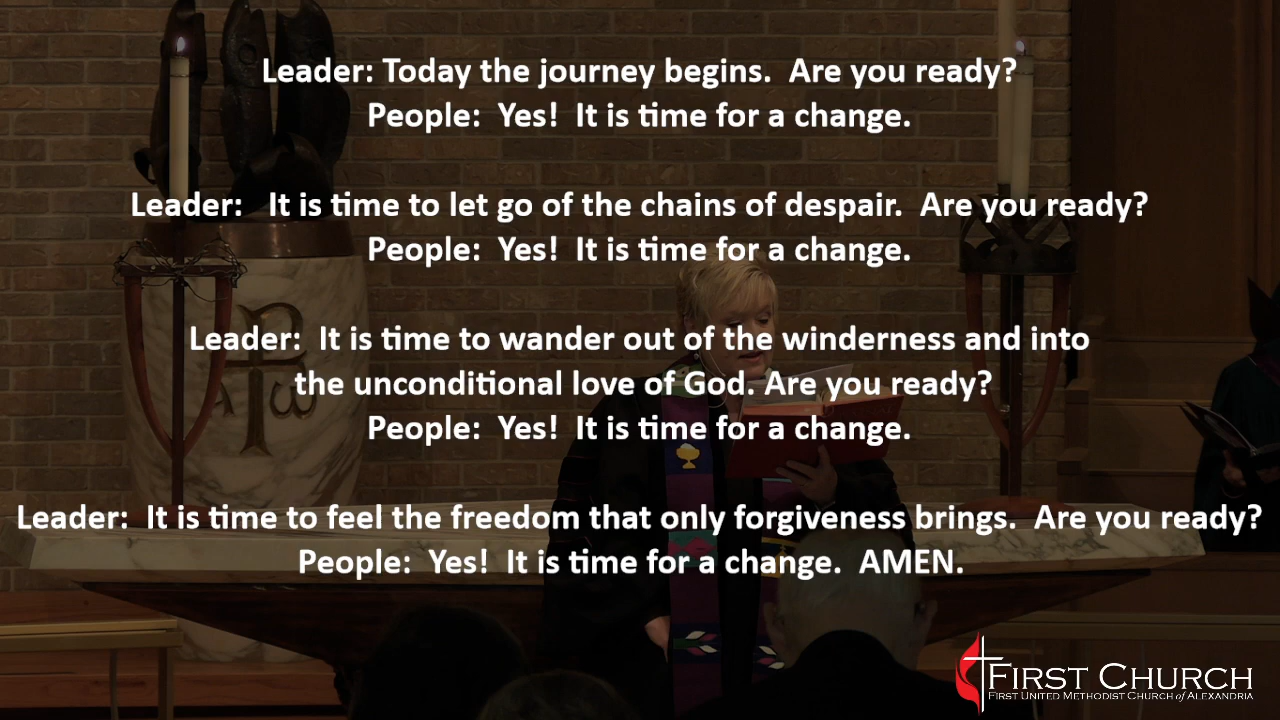 Leader: Today the journey begins.  Are you ready?
People:  Yes!  It is time for a change.
Leader:   It is time to let go of the chains of despair.  Are you ready?
People:  Yes!  It is time for a change.
Leader:  It is time to wander out of the winderness and into
the unconditional love of God. Are you ready?
People:  Yes!  It is time for a change.
Leader:  It is time to feel the freedom that only forgiveness brings.  Are you ready?
People:  Yes!  It is time for a change.  AMEN.
FIRST CHURCH
FIRST UNITED METHODIST CHURCH of ALEXANDRIA